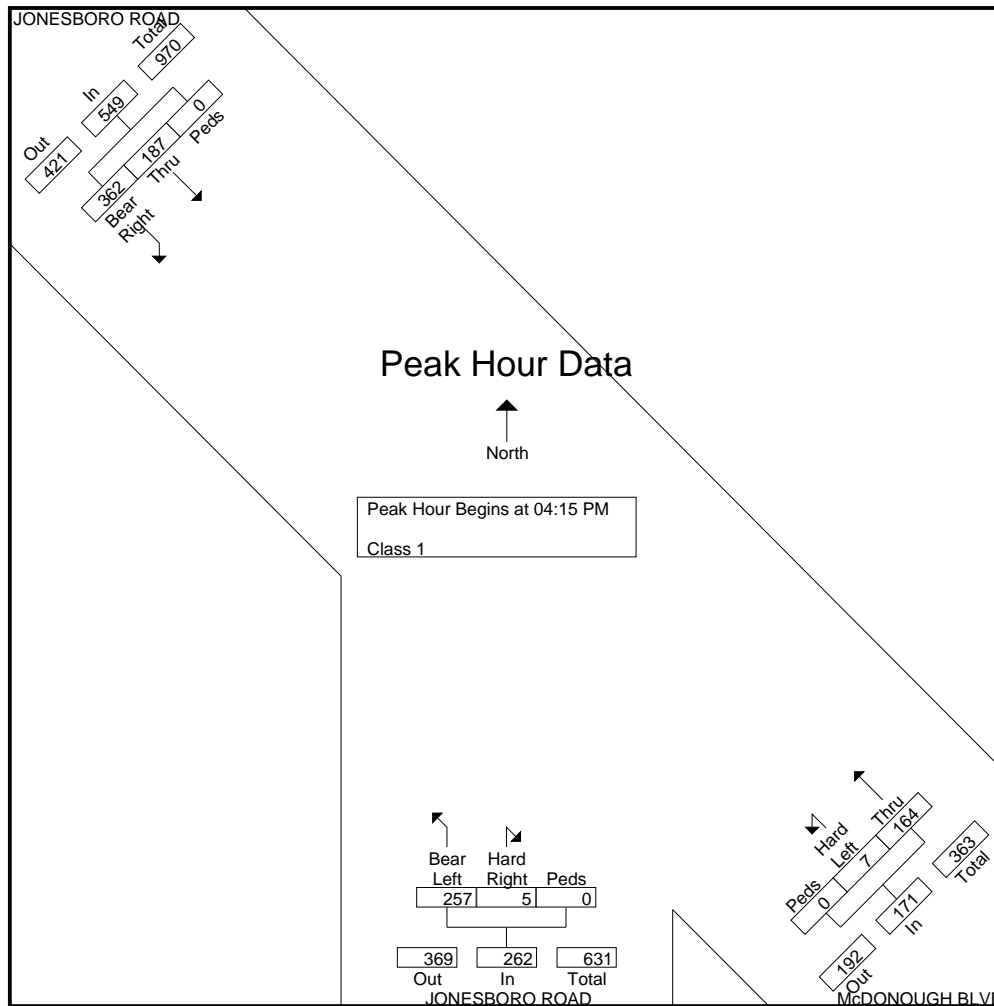 JONESBORO ROAD
Total
970
In
549
Out
421
0
Peds
187
Thru
362
Bear
Right
Peak Hour Data
North
Peak Hour Begins at 04:15 PM
Class 1
Bear Left
257
Hard Right
5
Peds
0
369
Out
262
In
631
Total
JONESBORO ROAD
Thru
164
Hard
Left
7
Peds
0
363
Total
171
In
192
Out
McDONOUGH BLV